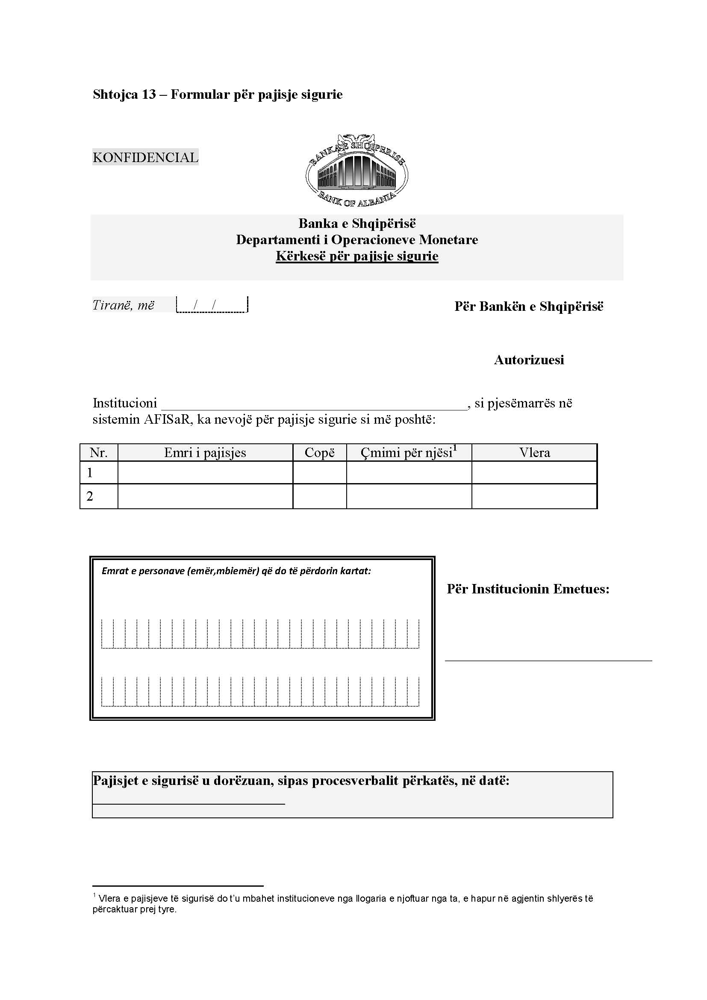 Shtojca 13 – Formular për pajisje sigurie
KONFIDENCIAL
BANKA E SHQIPERISE
BANK OF ALBANIA
Banka e Shqipërisë
Departamenti i Operacioneve Monetare
Kërkesë për pajisje sigurie
Tiranë, më / /
Për Bankën e Shqipërisë
Autorizuesi
Institucioni ____________________________________________, si pjesëmarrës në
sistemin AFISaR, ka nevojë për pajisje sigurie si më poshtë:
Nr. Emri i pajisjes Copë Çmimi për njësi¹ Vlera
1
2
Emrat e personave (emër,mbiemër) që do të përdorin kartat:
Për Institucionin Emetues:
Pajisjet e sigurisë u dorëzuan, sipas procesverbalit përkatës, në datë:
¹ Vlera e pajisjeve të sigurisë do t’u mbahet institucioneve nga llogaria e njoftuar nga ta, e hapur në agjentin shlyerës të
përcaktuar prej tyre.